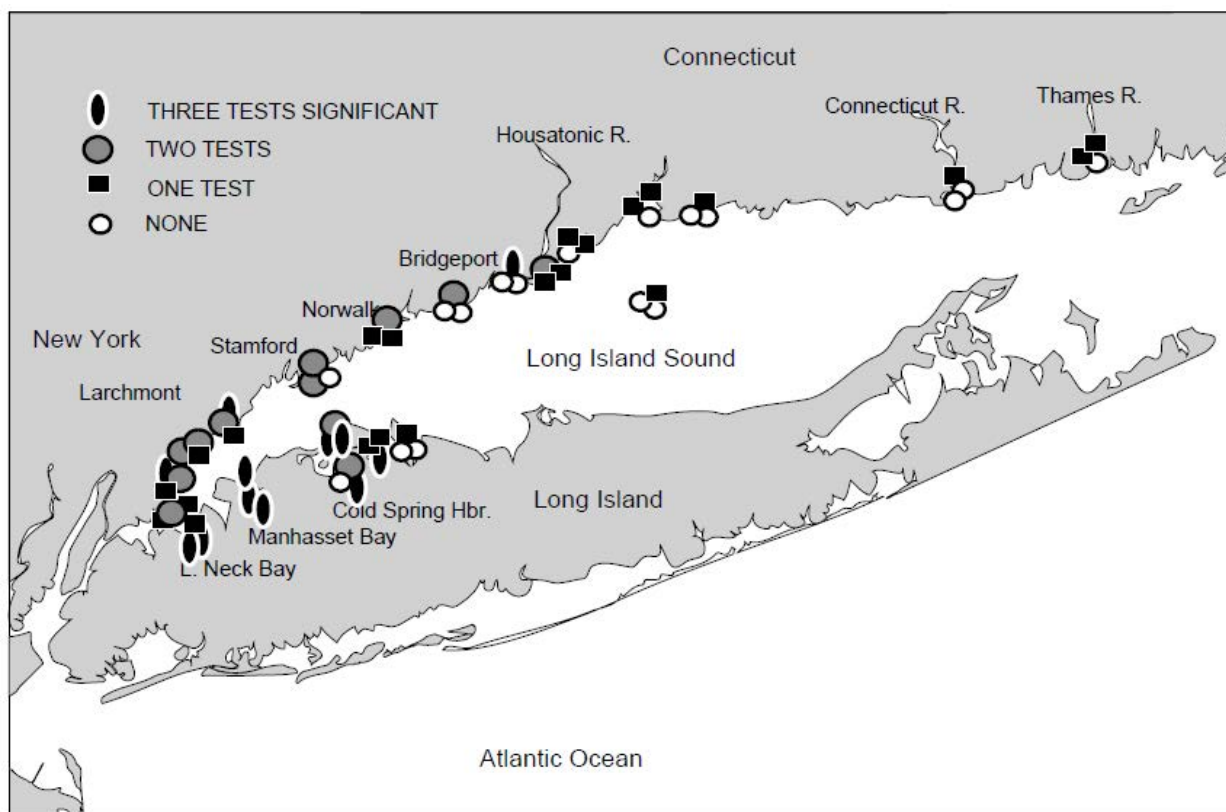 Connecticut
THREE TESTS SIGNIFICANT
TWO TESTS
ONE TEST
NONE
Housatonic R.
Connecticut R.
Thames R.
Bridgeport
Norwalk
New York
Stamford
Long Island Sound
Larchmont
Long Island
Cold Spring Hbr.
Manhasset Bay
L. Neck Bay
Atlantic Ocean